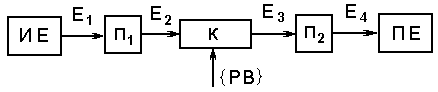 E₁ E₂ E₃ E₄
ИЕ П₁ К П₂ ПЕ
{РВ}